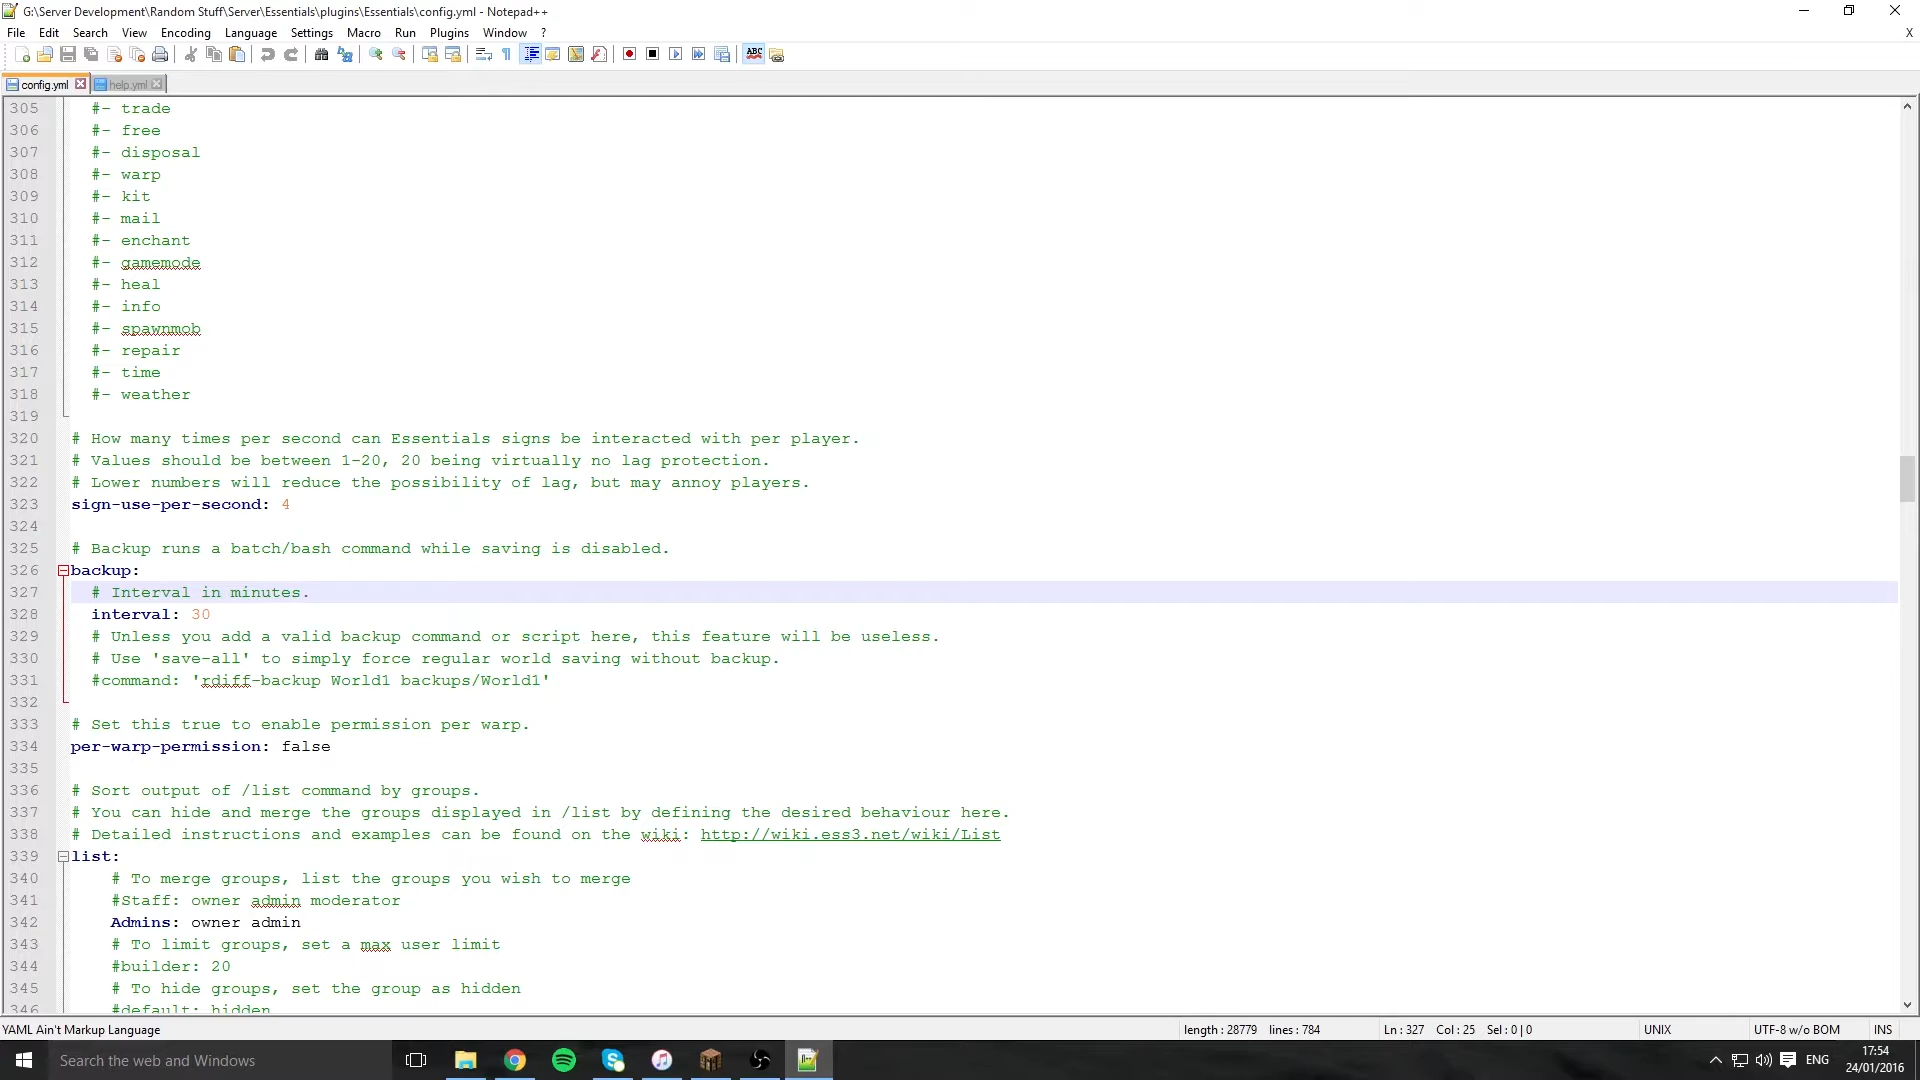 G:\Server Development\Random Stuff\Server\Essentials\plugins\Essentials\config.yml - Notepad++
File Edit Search View Encoding Language Settings Macro Run Plugins Window ?
X
ABC
config.yml help.yml
305 #- trade
306 #- free
307 #- disposal
308 #- warp
309 #- kit
310 #- mail
311 #- enchant
312 #- gamemode
313 #- heal
314 #- info
315 #- spawnmob
316 #- repair
317 #- time
318 #- weather
319
320 # How many times per second can Essentials signs be interacted with per player.
321 # Values should be between 1-20, 20 being virtually no lag protection.
322 # Lower numbers will reduce the possibility of lag, but may annoy players.
323 sign-use-per-second: 4
324
325 # Backup runs a batch/bash command while saving is disabled.
326 backup:
327 # Interval in minutes.
328 interval: 30
329 # Unless you add a valid backup command or script here, this feature will be useless.
330 # Use 'save-all' to simply force regular world saving without backup.
331 #command: 'rdiff-backup World1 backups/World1'
332
333 # Set this true to enable permission per warp.
334 per-warp-permission: false
335
336 # Sort output of /list command by groups.
337 # You can hide and merge the groups displayed in /list by defining the desired behaviour here.
338 # Detailed instructions and examples can be found on the wiki: http://wiki.ess3.net/wiki/List
339 list:
340 # To merge groups, list the groups you wish to merge
341 #Staff: owner admin moderator
342 Admins: owner admin
343 # To limit groups, set a max user limit
344 #builder: 20
345 # To hide groups, set the group as hidden
346 #default: hidden
YAML Ain't Markup Language length : 28779 lines : 784 Ln : 327 Col : 25 Sel : 0 | 0 UNIX UTF-8 w/o BOM INS
Search the web and Windows
ENG
17:54
24/01/2016